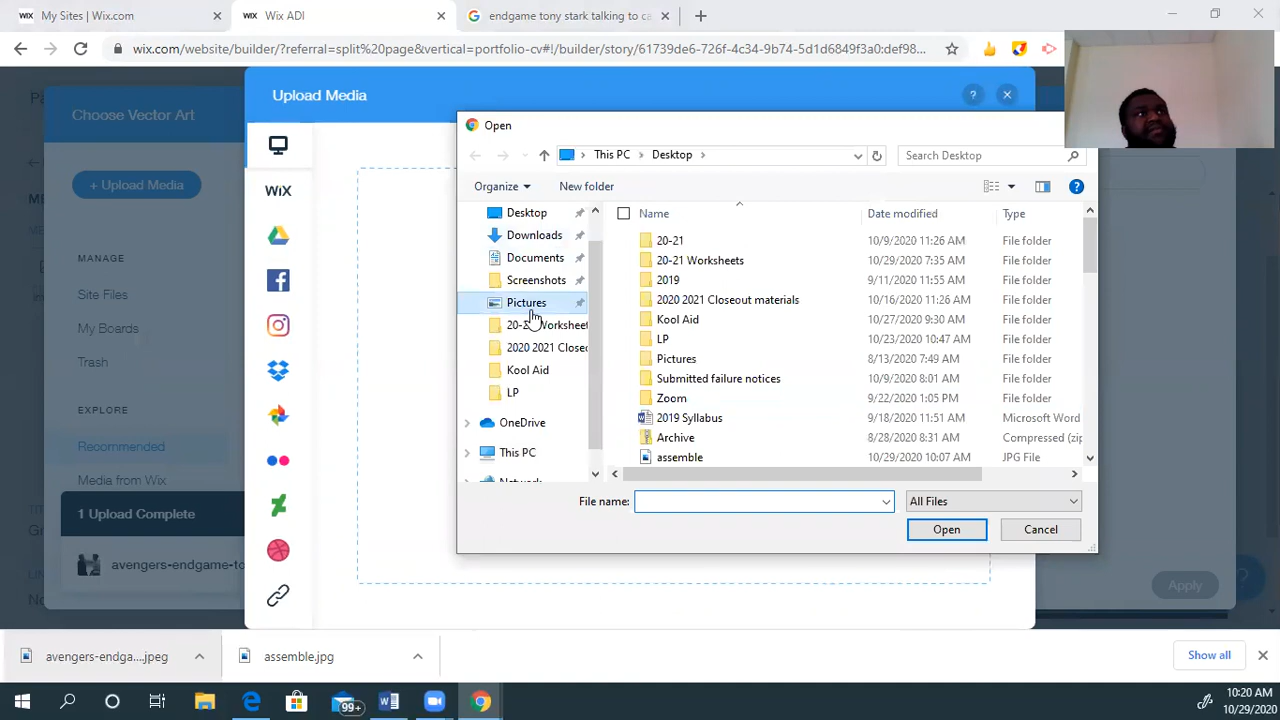 WiX My Sites | Wix.com
WiX Wix ADI
endgame tony stark talking to ca
wix.com/website/builder/?referral=split%20page&vertical=portfolio-cv#!/builder/story/61739de6-726f-4c34-9b74-5d1d6849f3a0:def98...
Upload Media
?
Choose Vector Art
+ Upload Media
MANAGE
Site Files
My Boards
Trash
EXPLORE
Recommended
Media from Wix
1 Upload Complete
avengers-endgame-to
WiX
Open
This PC
Desktop
Search Desktop
Organize
New folder
Desktop
Downloads
Documents
Screenshots
Pictures
2020 2021 Closeo
Kool Aid
LP
OneDrive
This PC
Network
Name Date modified Type
20-21 10/9/2020 11:26 AM File folder
20-21 Worksheets 10/29/2020 7:35 AM File folder
2019 9/11/2020 11:55 AM File folder
2020 2021 Closeout materials 10/16/2020 11:26 AM File folder
Kool Aid 10/27/2020 9:30 AM File folder
LP 10/23/2020 10:47 AM File folder
Pictures 8/13/2020 7:49 AM File folder
Submitted failure notices 10/9/2020 8:01 AM File folder
Zoom 9/22/2020 1:05 PM File folder
2019 Syllabus 9/18/2020 11:51 AM Microsoft Word
Archive 8/28/2020 8:31 AM Compressed (zip
assemble 10/29/2020 10:07 AM JPG File
File name:
All Files
Open
Cancel
Apply
avengers-endga....jpeg
assemble.jpg
Show all
99+
10:20 AM
10/29/2020